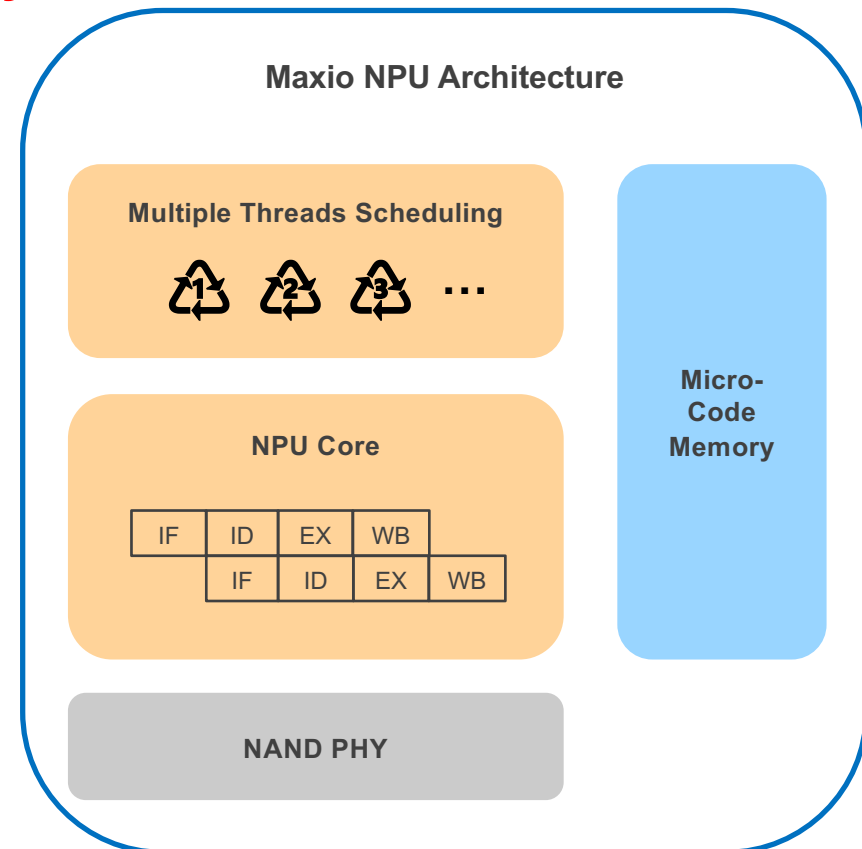 Maxio NPU Architecture
Multiple Threads Scheduling
1 2 3 ...
NPU Core
IF ID EX WB
IF ID EX WB
Micro-
Code
Memory
NAND PHY